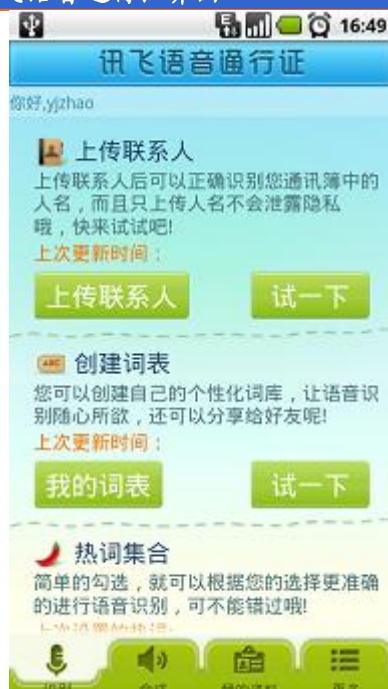 16:49
讯飞语音通行证
你好,yjzhao
上传联系人
上传联系人后可以正确识别您通讯簿中的
人名，而且只上传人名不会泄露隐私
哦，快来试试吧!
上次更新时间：
上传联系人
试一下
ABC
创建词表
您可以创建自己的个性化词库，让语音识
别随心所欲，还可以分享给好友呢!
上次更新时间：
我的词表
试一下
热词集合
简单的勾选，就可以根据您的选择更准确
的进行语音识别，可不能错过哦!